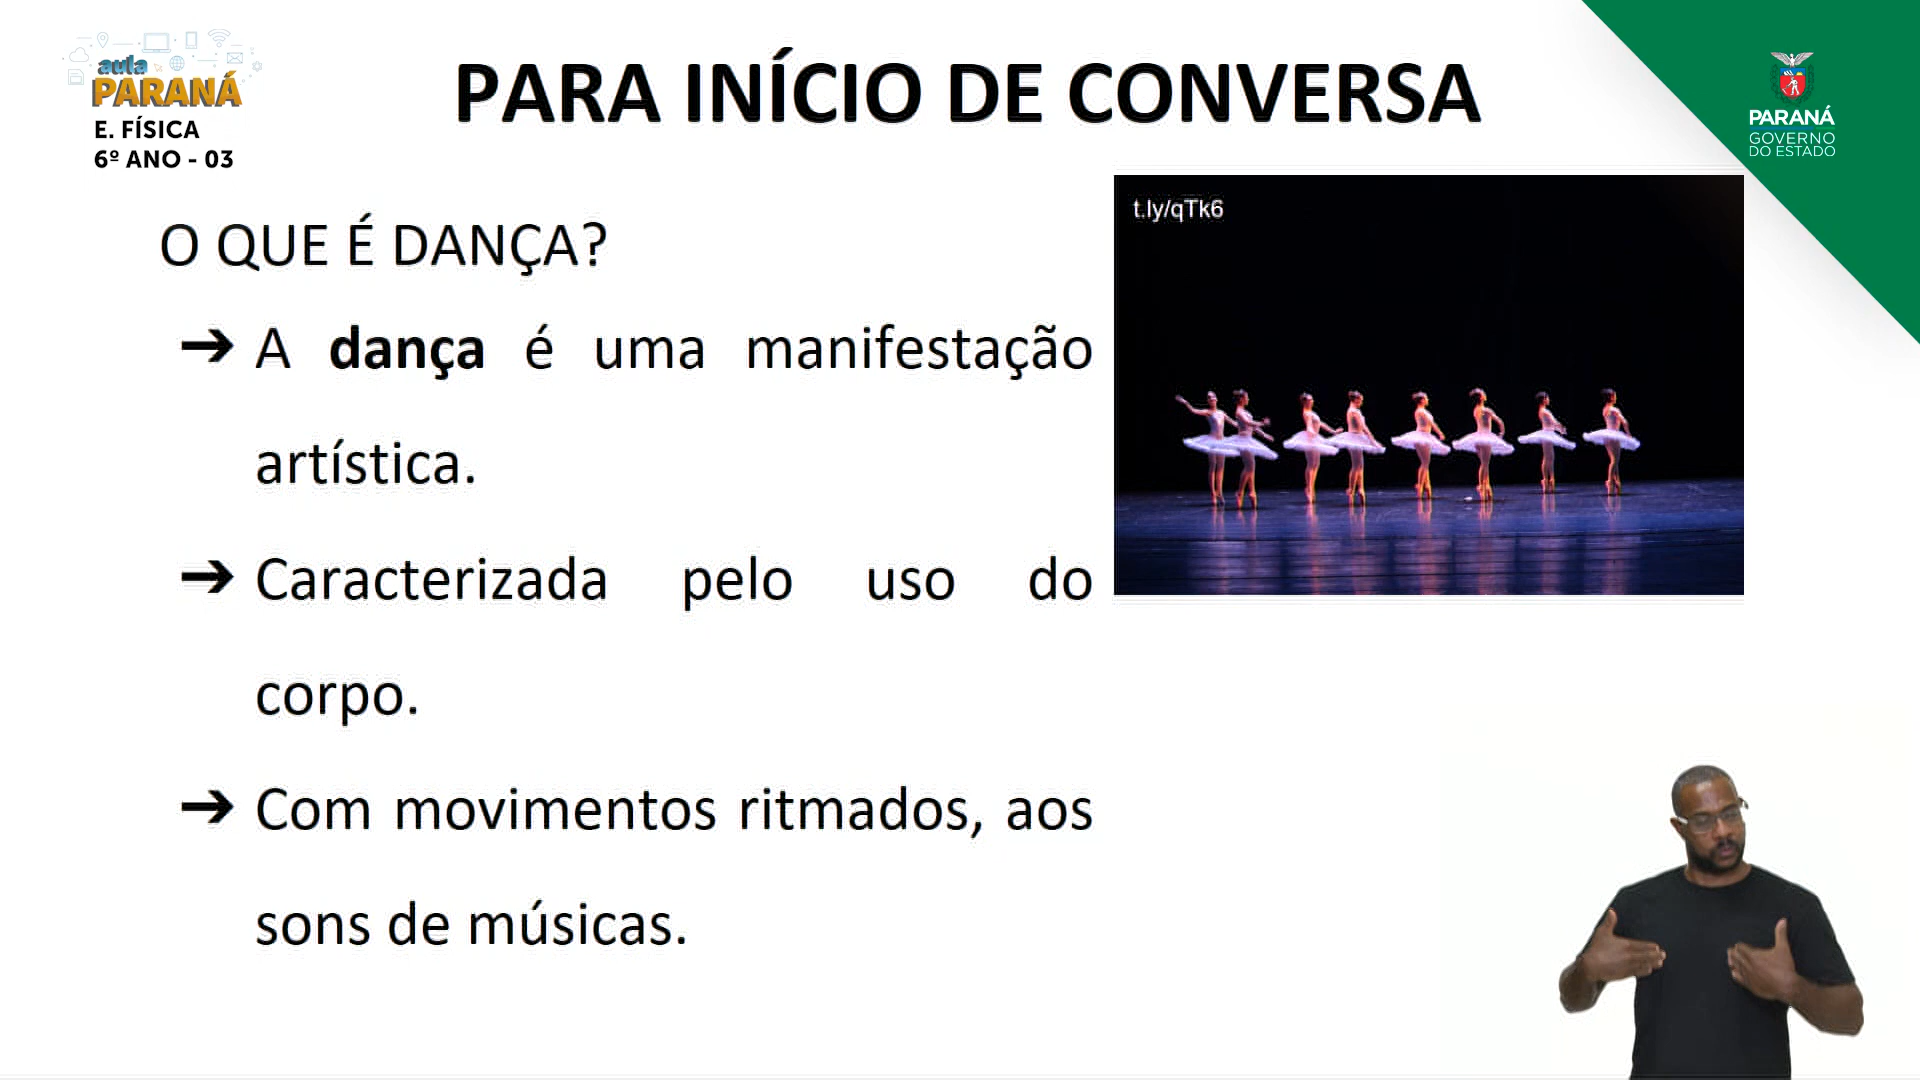 aula
PARANÁ
E. FÍSICA
6º ANO - 03
PARA INÍCIO DE CONVERSA
PARANÁ
GOVERNO
DO ESTADO
t.ly/qTk6
O QUE É DANÇA?
➔ A dança é uma manifestação
artística.
➔ Caracterizada pelo uso do
corpo.
➔ Com movimentos ritmados, aos
sons de músicas.